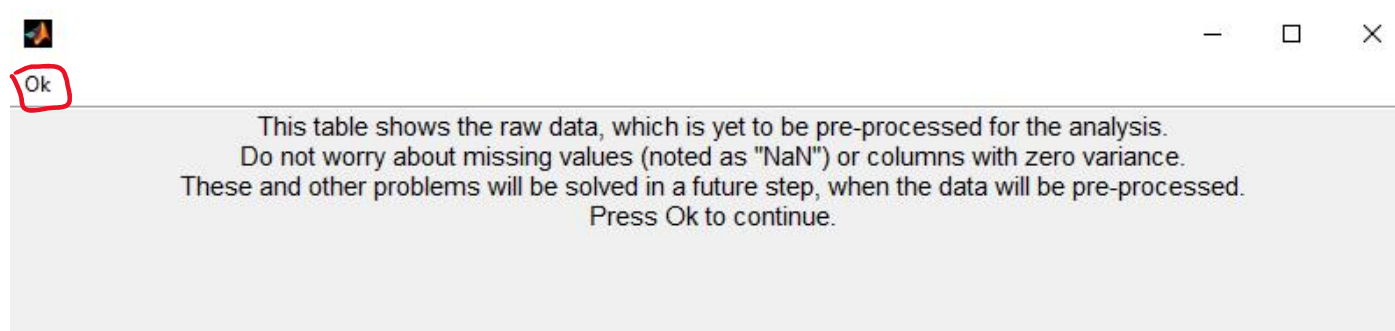 Ok
This table shows the raw data, which is yet to be pre-processed for the analysis.
Do not worry about missing values (noted as "NaN") or columns with zero variance.
These and other problems will be solved in a future step, when the data will be pre-processed.
Press Ok to continue.